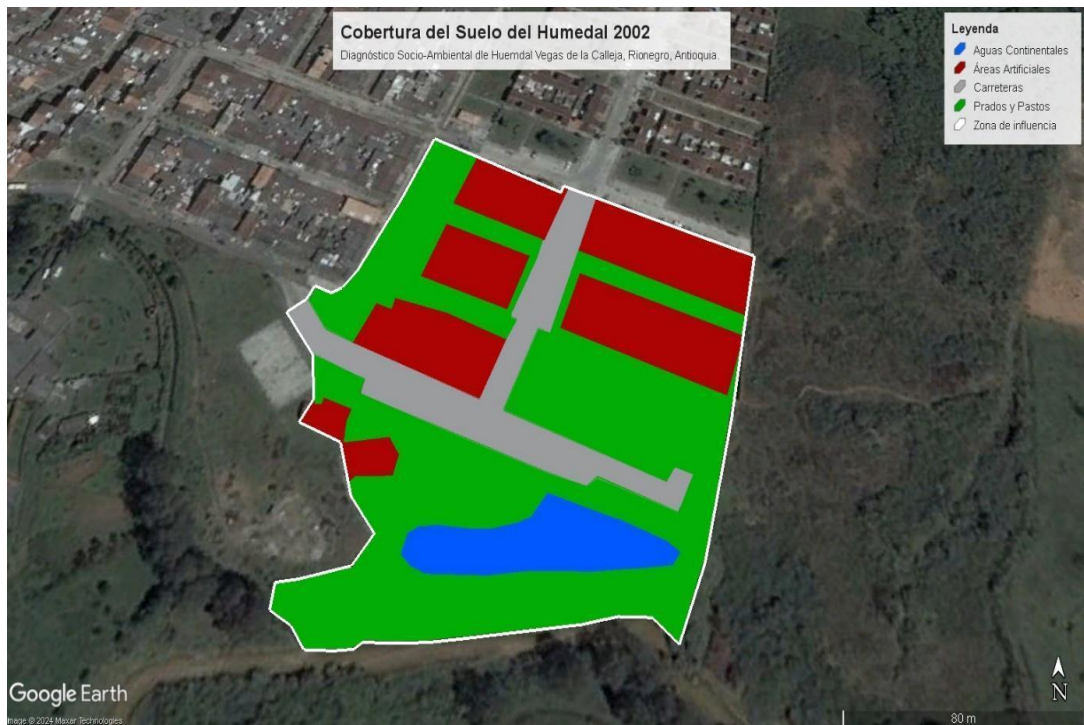 Cobertura del Suelo del Humedal 2002
Diagnóstico Socio-Ambiental de Huemdal Vegas de la Calleja, Rionegro, Antioquia.
Leyenda
Aguas Continentales
Áreas Artificiales
Carreteras
Prados y Pastos
Zona de influencia
Google Earth
Image © 2024 Maxar Technologies
N
80 m